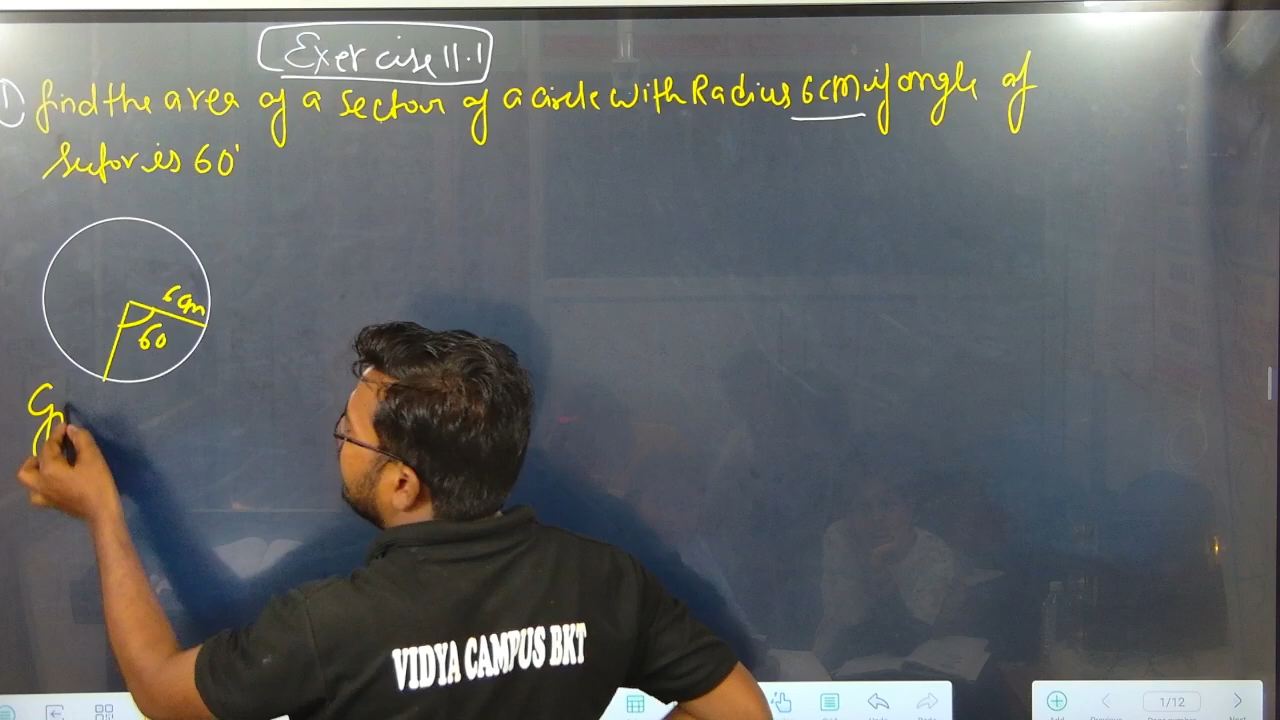 Exercise 11.1
1) find the area of a sector of a circle with Radius 6cm if angle of
sector is 60°
6cm
60
G
VIDYA CAMPUS BKT
1/12